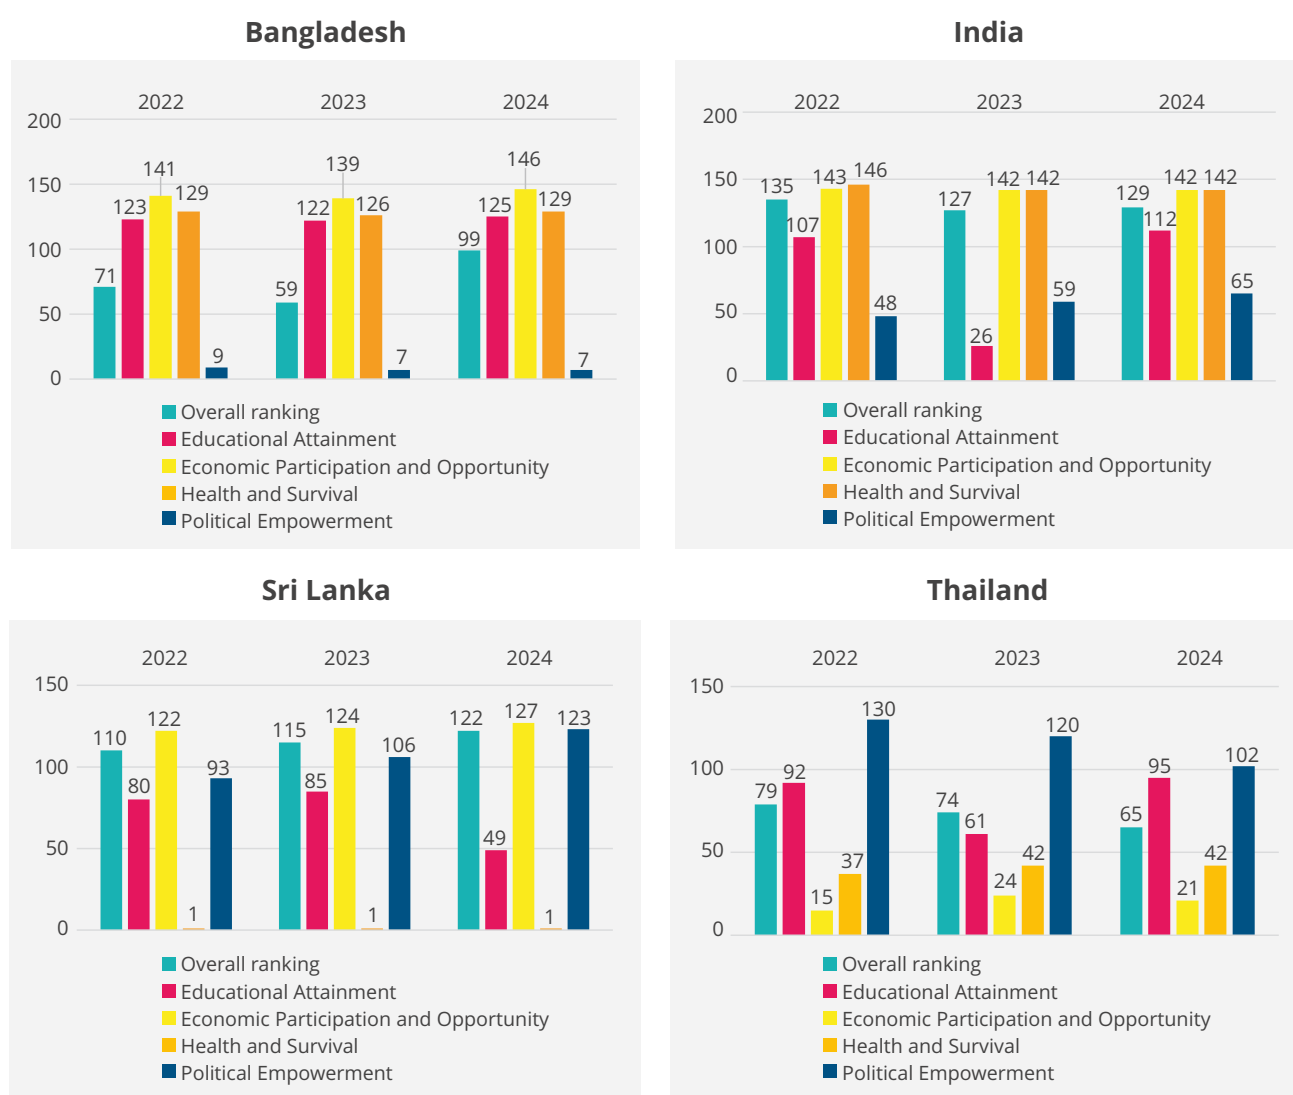 Bangladesh
2022 2023 2024
200
150
100
50
0
71 123 141 129 9
59 122 139 126 7
99 125 146 129 7
Overall ranking
Educational Attainment
Economic Participation and Opportunity
Health and Survival
Political Empowerment
India
2022 2023 2024
200
150
100
50
0
135 107 143 146 48
127 26 142 142 59
129 112 142 142 65
Overall ranking
Educational Attainment
Economic Participation and Opportunity
Health and Survival
Political Empowerment
Sri Lanka
2022 2023 2024
150
100
50
0
110 80 122 1 93
115 85 124 1 106
122 49 127 1 123
Overall ranking
Educational Attainment
Economic Participation and Opportunity
Health and Survival
Political Empowerment
Thailand
2022 2023 2024
150
100
50
0
79 92 15 37 130
74 61 24 42 120
65 95 21 42 102
Overall ranking
Educational Attainment
Economic Participation and Opportunity
Health and Survival
Political Empowerment